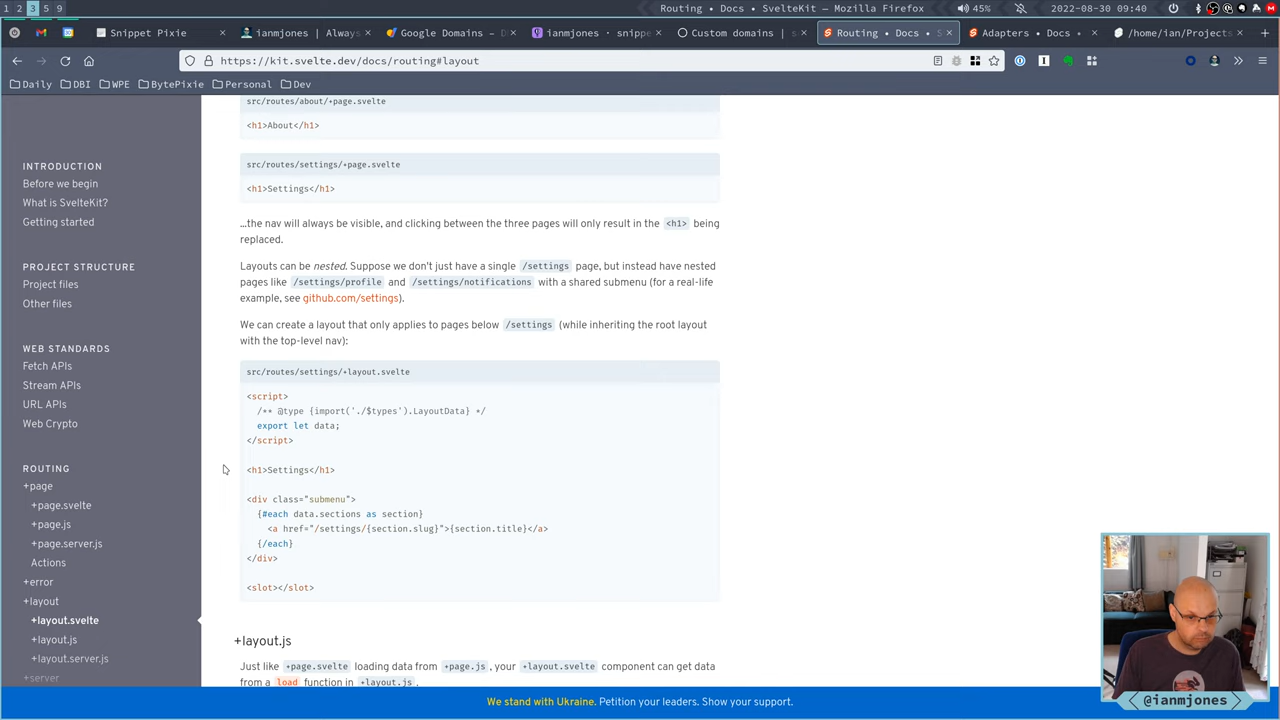 1 2 3 5 9
Routing • Docs • SvelteKit — Mozilla Firefox
45%
2022-08-30 09:40
Snippet Pixie
ianmjones | Always
Google Domains – D
ianmjones · snippe
Custom domains | s
Routing • Docs • S
Adapters • Docs •
/home/ian/Projects
https://kit.svelte.dev/docs/routing#layout
Daily
DBI
WPE
BytePixie
Personal
Dev
INTRODUCTION
Before we begin
What is SvelteKit?
Getting started
PROJECT STRUCTURE
Project files
Other files
WEB STANDARDS
Fetch APIs
Stream APIs
URL APIs
Web Crypto
ROUTING
+page
+page.svelte
+page.js
+page.server.js
Actions
+error
+layout
+layout.svelte
+layout.js
+layout.server.js
+server
src/routes/about/+page.svelte
<h1>About</h1>
src/routes/settings/+page.svelte
<h1>Settings</h1>
...the nav will always be visible, and clicking between the three pages will only result in the <h1> being
replaced.
Layouts can be nested. Suppose we don't just have a single /settings page, but instead have nested
pages like /settings/profile and /settings/notifications with a shared submenu (for a real-life
example, see github.com/settings).
We can create a layout that only applies to pages below /settings (while inheriting the root layout
with the top-level nav):
src/routes/settings/+layout.svelte
<script>
/** @type {import('./$types').LayoutData} */
export let data;
</script>
<h1>Settings</h1>
<div class="submenu">
{#each data.sections as section}
<a href="/settings/{section.slug}">{section.title}</a>
{/each}
</div>
<slot></slot>
+layout.js
Just like +page.svelte loading data from +page.js, your +layout.svelte component can get data
from a load function in +layout.js.
We stand with Ukraine. Petition your leaders. Show your support.
@ianmjones